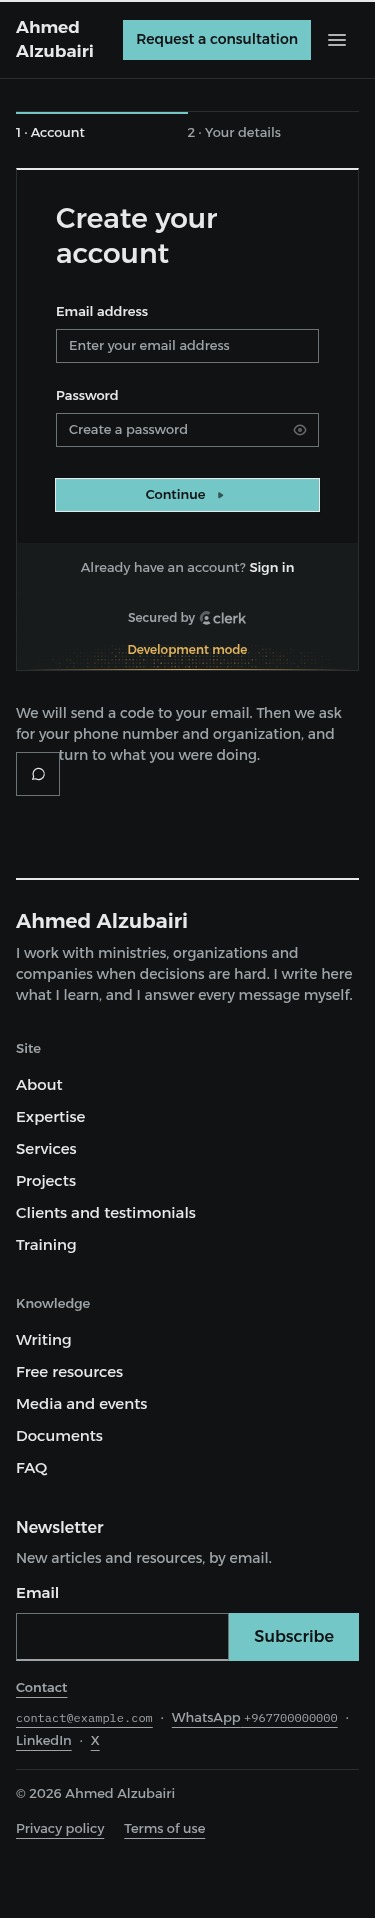 Ahmed
Alzubairi
Request a consultation
1 · Account
2 · Your details
Create your
account
Email address
Enter your email address
Password
Create a password
Continue
Already have an account? Sign in
Secured by clerk
Development mode
We will send a code to your email. Then we ask
for your phone number and organization, and
turn to what you were doing.
Ahmed Alzubairi
I work with ministries, organizations and
companies when decisions are hard. I write here
what I learn, and I answer every message myself.
Site
About
Expertise
Services
Projects
Clients and testimonials
Training
Knowledge
Writing
Free resources
Media and events
Documents
FAQ
Newsletter
New articles and resources, by email.
Email
Subscribe
Contact
contact@example.com · WhatsApp +967700000000 ·
LinkedIn · X
© 2026 Ahmed Alzubairi
Privacy policy Terms of use